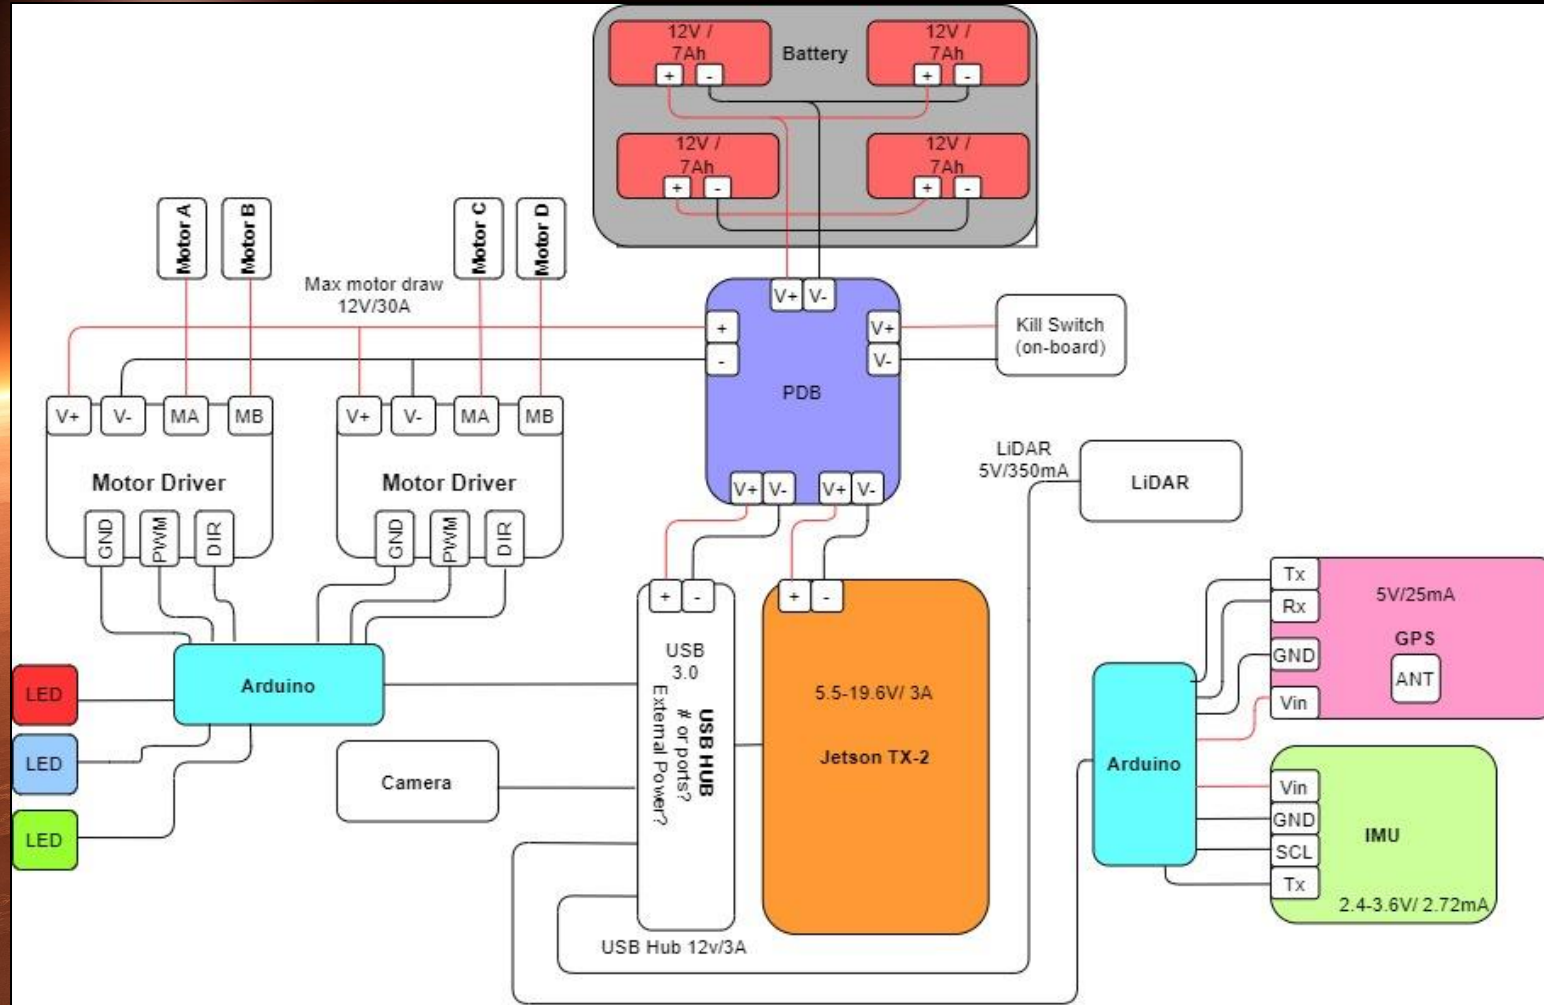 12V /
7Ah
+
-
Battery
12V /
7Ah
+
-
12V /
7Ah
+
-
12V /
7Ah
+
-
Motor A
Motor B
Motor C
Motor D
Max motor draw
12V/30A
V+
V-
+
-
V+
V-
PDB
V+
V-
V+
V-
Kill Switch
(on-board)
V+
V-
MA
MB
Motor Driver
GND
PWM
DIR
V+
V-
MA
MB
Motor Driver
GND
PWM
DIR
LiDAR
5V/350mA
LiDAR
Arduino
LED
LED
LED
Camera
+
-
USB
3.0
USB HUB
# or ports?
External Power?
USB Hub 12v/3A
+
-
5.5-19.6V/ 3A
Jetson TX-2
Arduino
Tx
Rx
GND
Vin
5V/25mA
GPS
ANT
Vin
GND
SCL
Tx
IMU
2.4-3.6V/ 2.72mA